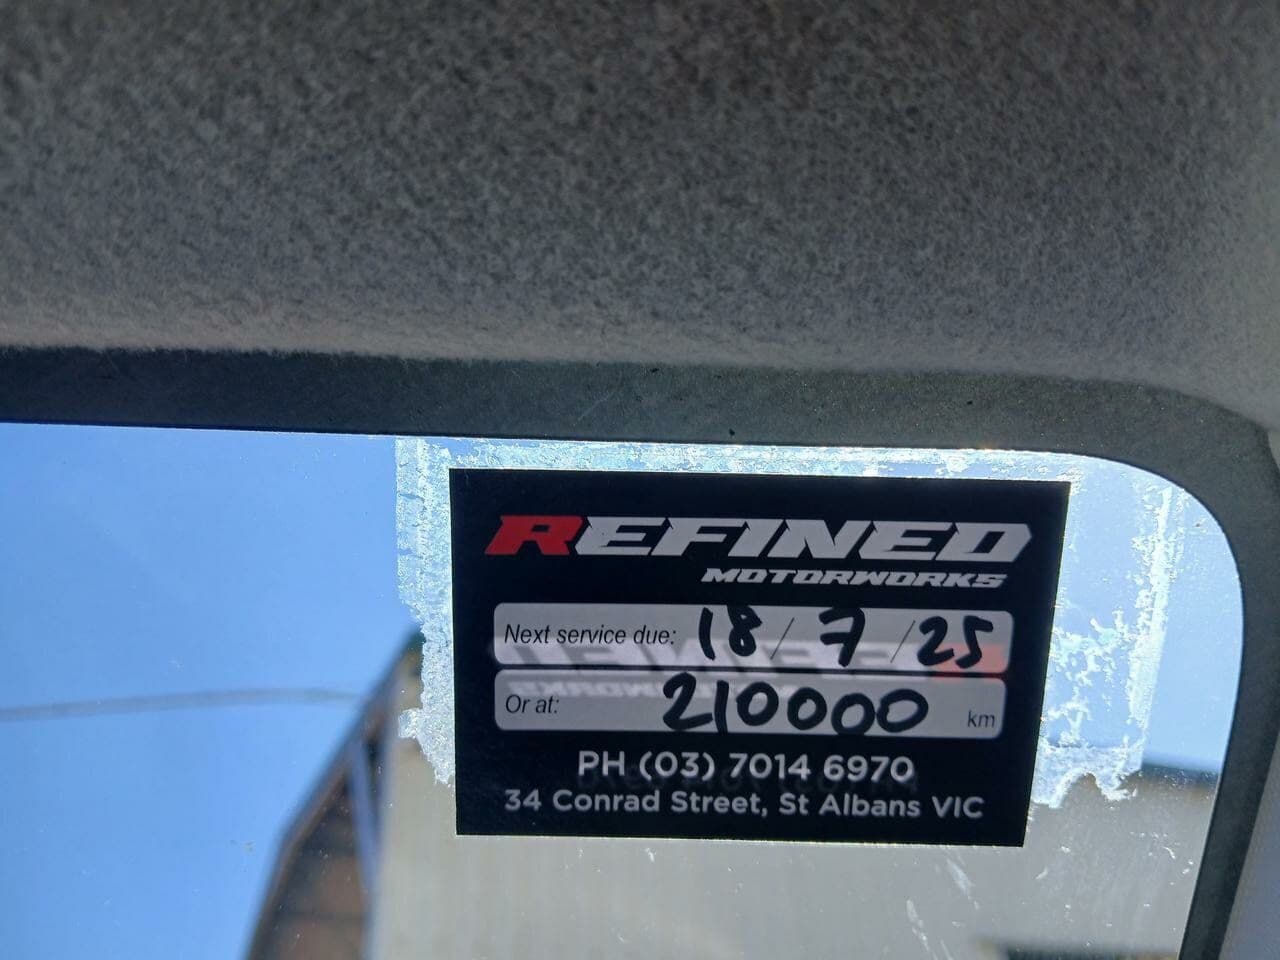 REFINED
MOTORWORKS
Next service due: 18 / 7 / 25
Or at: 210000 km
PH (03) 7014 6970
34 Conrad Street, St Albans VIC